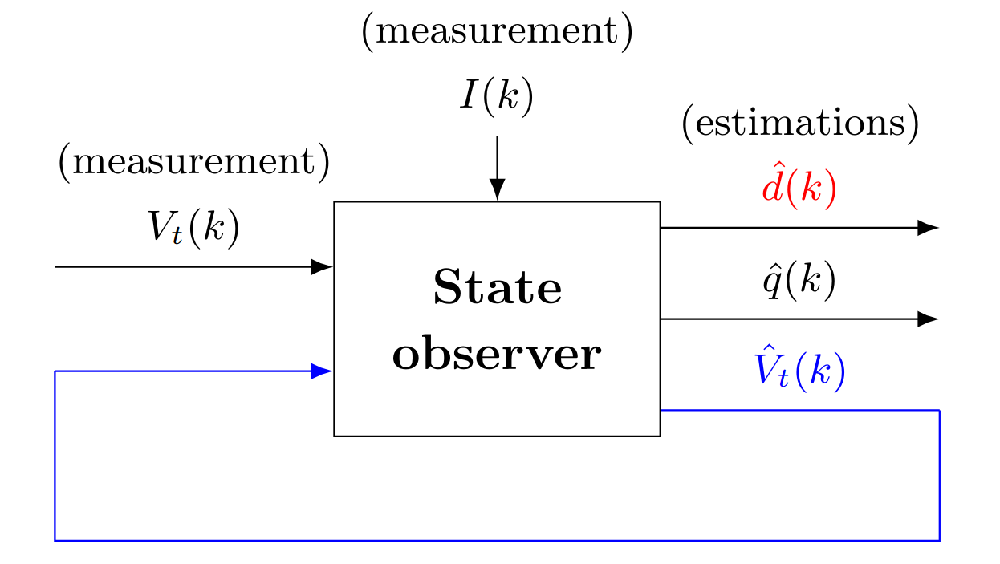 (measurement)
I(k)
(estimations)
(measurement)
d̂(k)
V_t(k)
State
observer
q̂(k)
V̂_t(k)